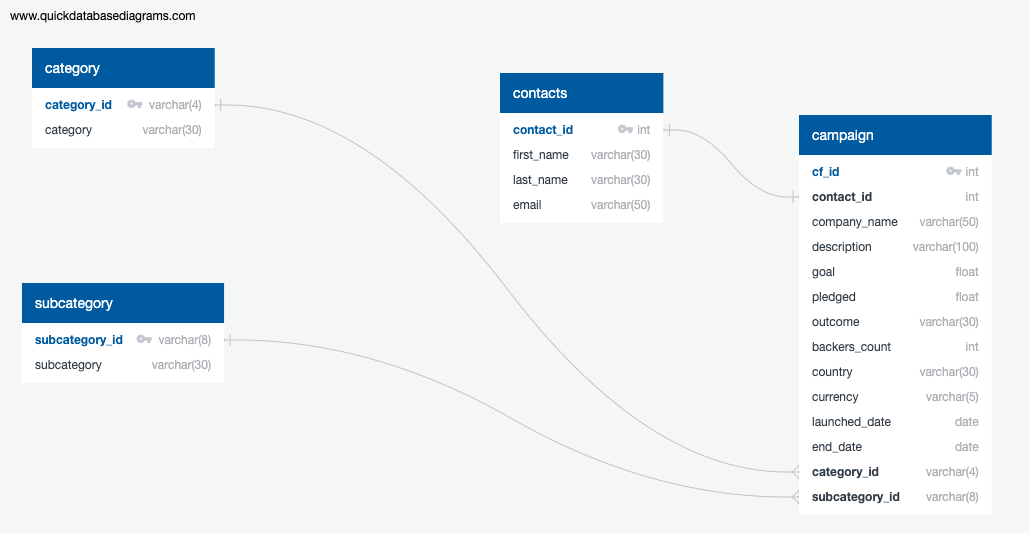 www.quickdatabasediagrams.com
category
category_id varchar(4)
category varchar(30)
subcategory
subcategory_id varchar(8)
subcategory varchar(30)
contacts
contact_id int
first_name varchar(30)
last_name varchar(30)
email varchar(50)
campaign
cf_id int
contact_id int
company_name varchar(50)
description varchar(100)
goal float
pledged float
outcome varchar(30)
backers_count int
country varchar(30)
currency varchar(5)
launched_date date
end_date date
category_id varchar(4)
subcategory_id varchar(8)